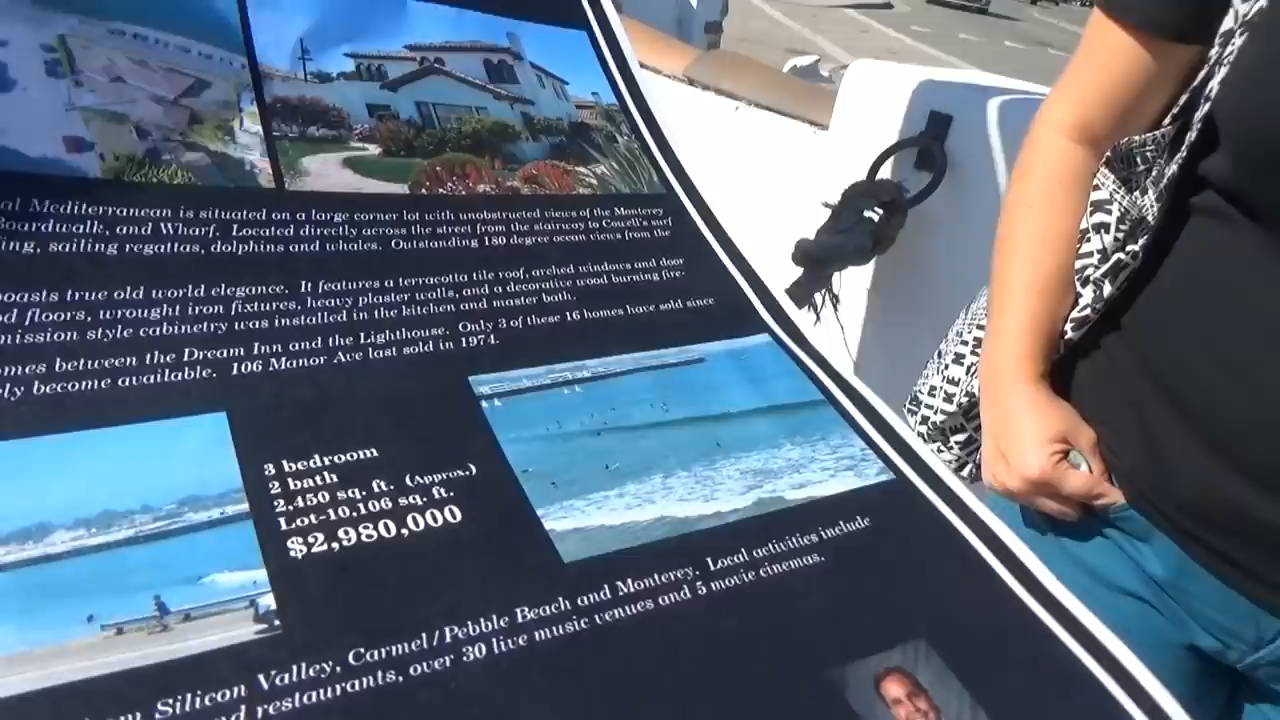 al Mediterranean is situated on a large corner lot with unobstructed views of the Monterey
Boardwalk, and Wharf. Located directly across the street from the stairway to Cowell's surf
ing, sailing regattas, dolphins and whales. Outstanding 180 degree ocean views from the
boasts true old world elegance. It features a terracotta tile roof, arched windows and door
d floors, wrought iron fixtures, heavy plaster walls, and a decorative wood burning fire-
mission style cabinetry was installed in the kitchen and master bath.
omes between the Dream Inn and the Lighthouse. Only 3 of these 16 homes have sold since
ly become available. 106 Manor Ave last sold in 1974.
3 bedroom
2 bath
2,450 sq. ft. (Approx.)
Lot-10,106 sq. ft.
$2,980,000
Silicon Valley, Carmel/Pebble Beach and Monterey. Local activities include
nd restaurants, over 30 live music venues and 5 movie cinemas.